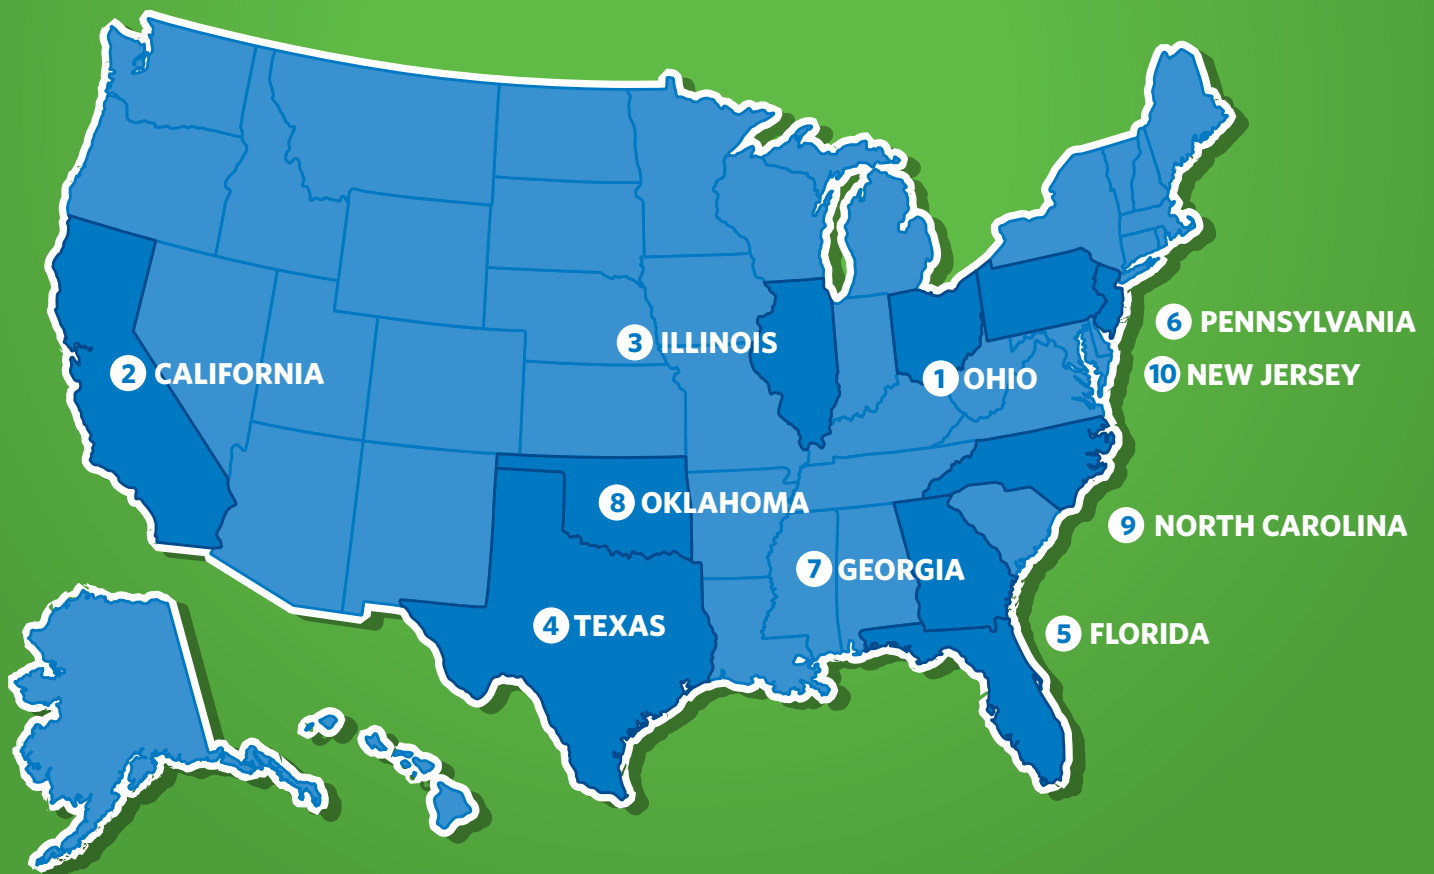 6 PENNSYLVANIA
3 ILLINOIS
2 CALIFORNIA
1 OHIO
10 NEW JERSEY
8 OKLAHOMA
9 NORTH CAROLINA
7 GEORGIA
4 TEXAS
5 FLORIDA